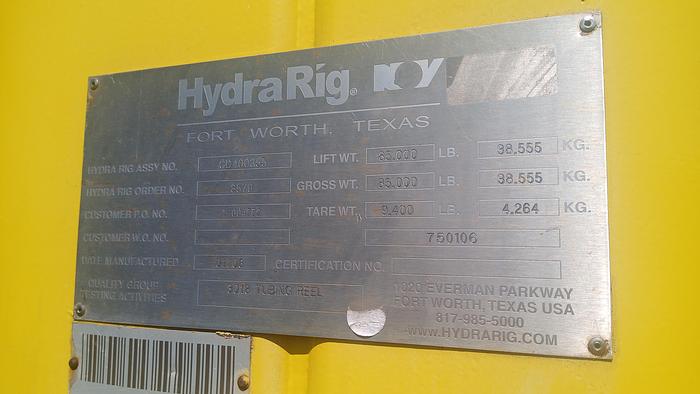 HydraRig® NOV
FORT WORTH, TEXAS
HYDRA RIG ASSY NO. LIFT WT. 85,000 LB. 38,555 KG.
HYDRA RIG ORDER NO. GROSS WT. 85,000 LB. 38,555 KG.
CUSTOMER P.O. NO. TARE WT. 9,400 LB. 4,264 KG.
CUSTOMER W.O. NO. 750106
DATE MANUFACTURED CERTIFICATION NO.
QUALITY GROUP TESTING ACTIVITIES TUBING REEL
1020 EVERMAN PARKWAY
FORT WORTH, TEXAS USA
817-985-5000
www.HYDRARIG.COM